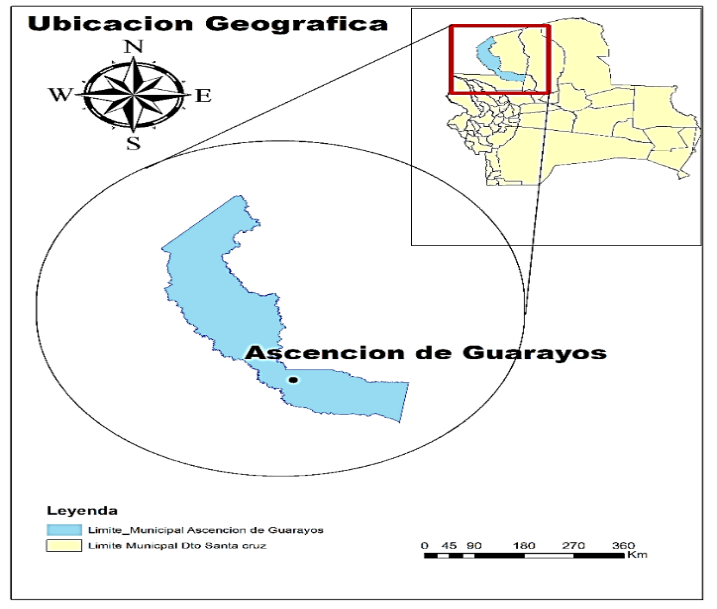 Ubicacion Geografica
N
W E
S
Ascencion de Guarayos
Leyenda
Limite_Municipal Ascencion de Guarayos
Limite Municpal Dto Santa cruz
0 45 90 180 270 360
Km